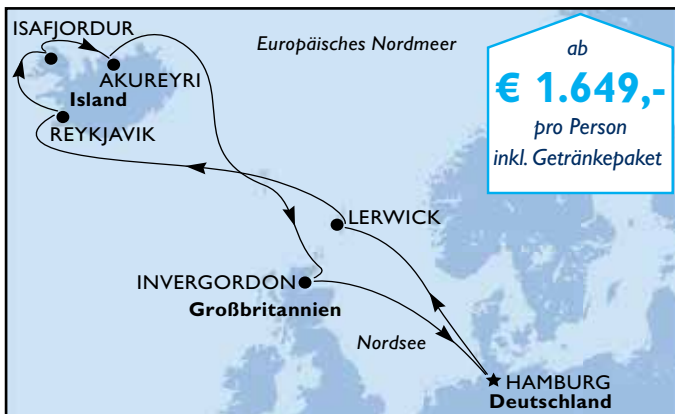 ISAFJORDUR
Europäisches Nordmeer
AKUREYRI
Island
REYKJAVIK
ab
€ 1.649,-
pro Person
inkl. Getränkepaket
LERWICK
INVERGORDON
Großbritannien
Nordsee
HAMBURG
Deutschland